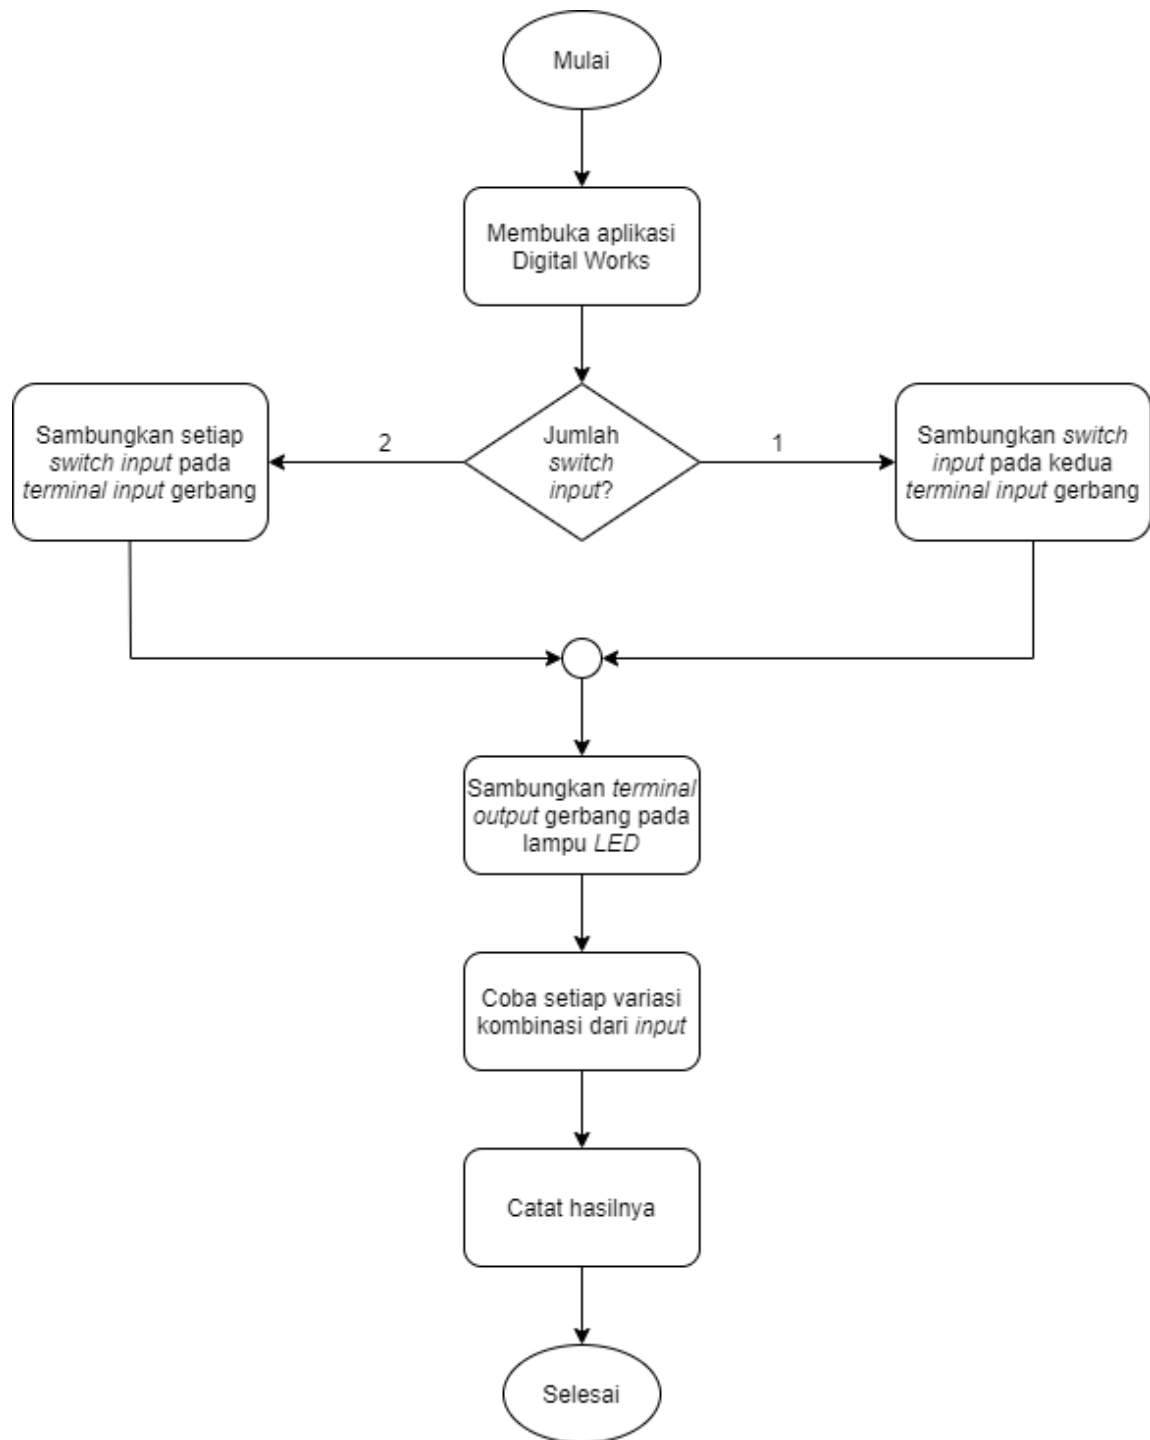 Mulai
Membuka aplikasi
Digital Works
Sambungkan setiap
switch input pada
terminal input gerbang
2
Jumlah
switch
input?
1
Sambungkan switch
input pada kedua
terminal input gerbang
Sambungkan terminal
output gerbang pada
lampu LED
Coba setiap variasi
kombinasi dari input
Catat hasilnya
Selesai